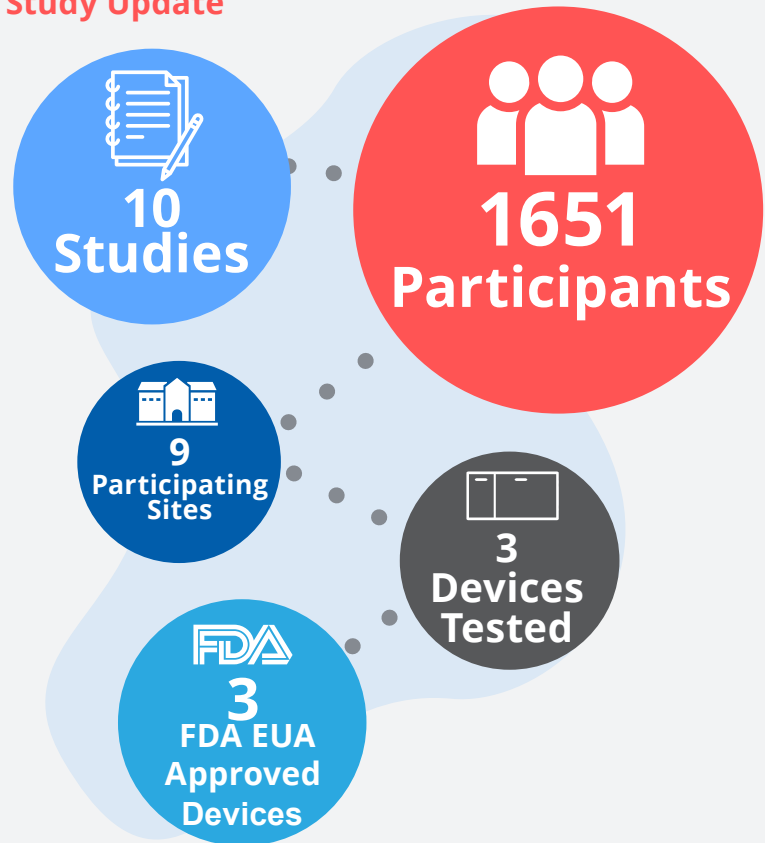 Study Update
10
Studies
1651
Participants
9
Participating
Sites
3
Devices
Tested
FDA
3
FDA EUA
Approved
Devices